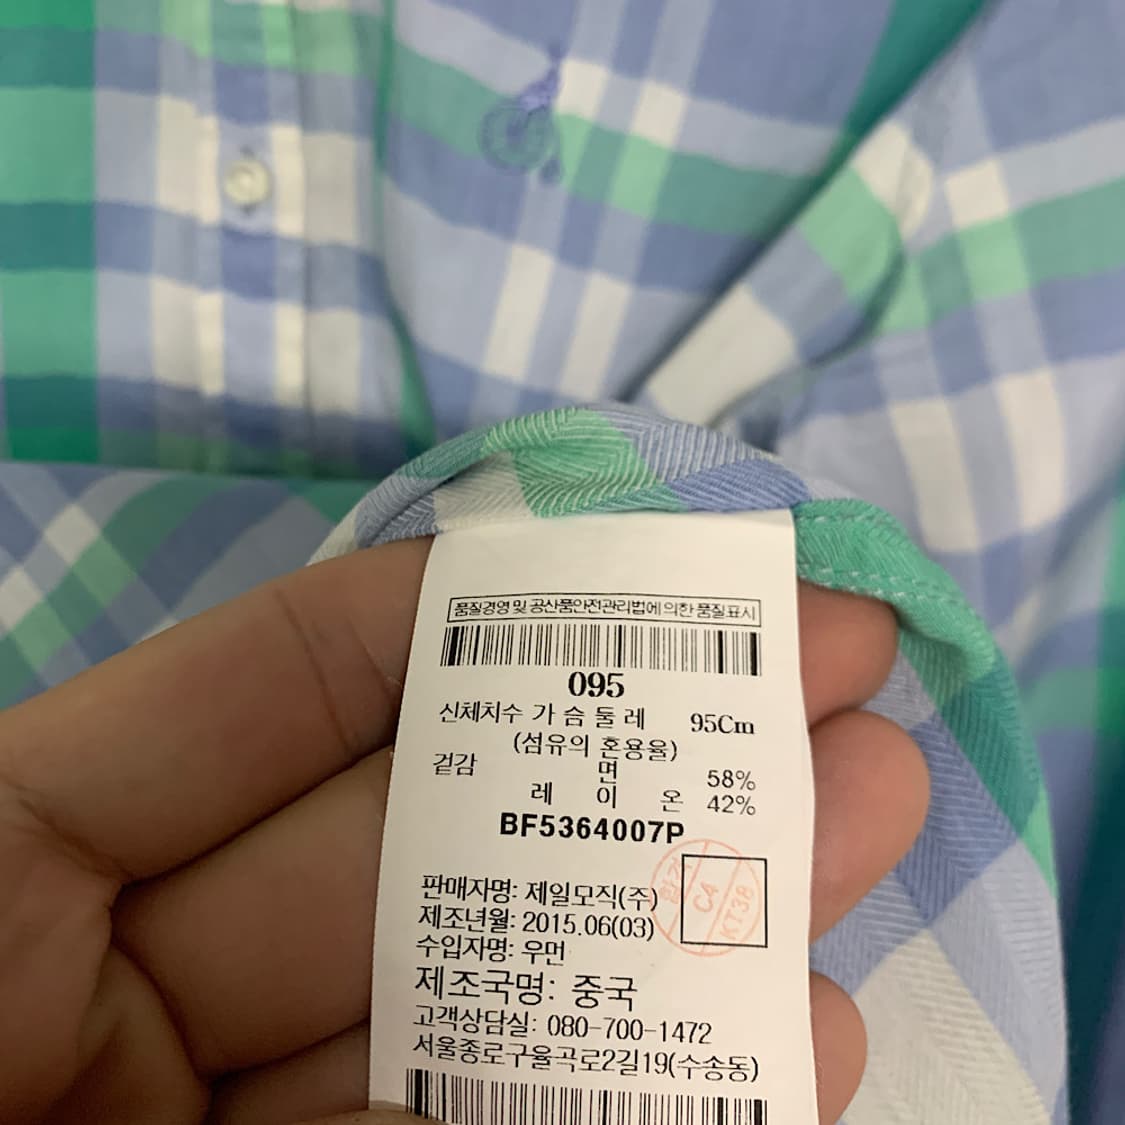 품질경영 및 공산품안전관리법에 의한 품질표시
095
신체치수 가 슴 둘 레 95Cm
(섬유의 혼용율)
겉감 면 58%
레 이 온 42%
BF5364007P
판매자명: 제일모직(주)
제조년월: 2015.06(03)
수입자명: 우먼
제조국명: 중국
고객상담실: 080-700-1472
서울종로구율곡로2길19(수송동)
CA
KT38